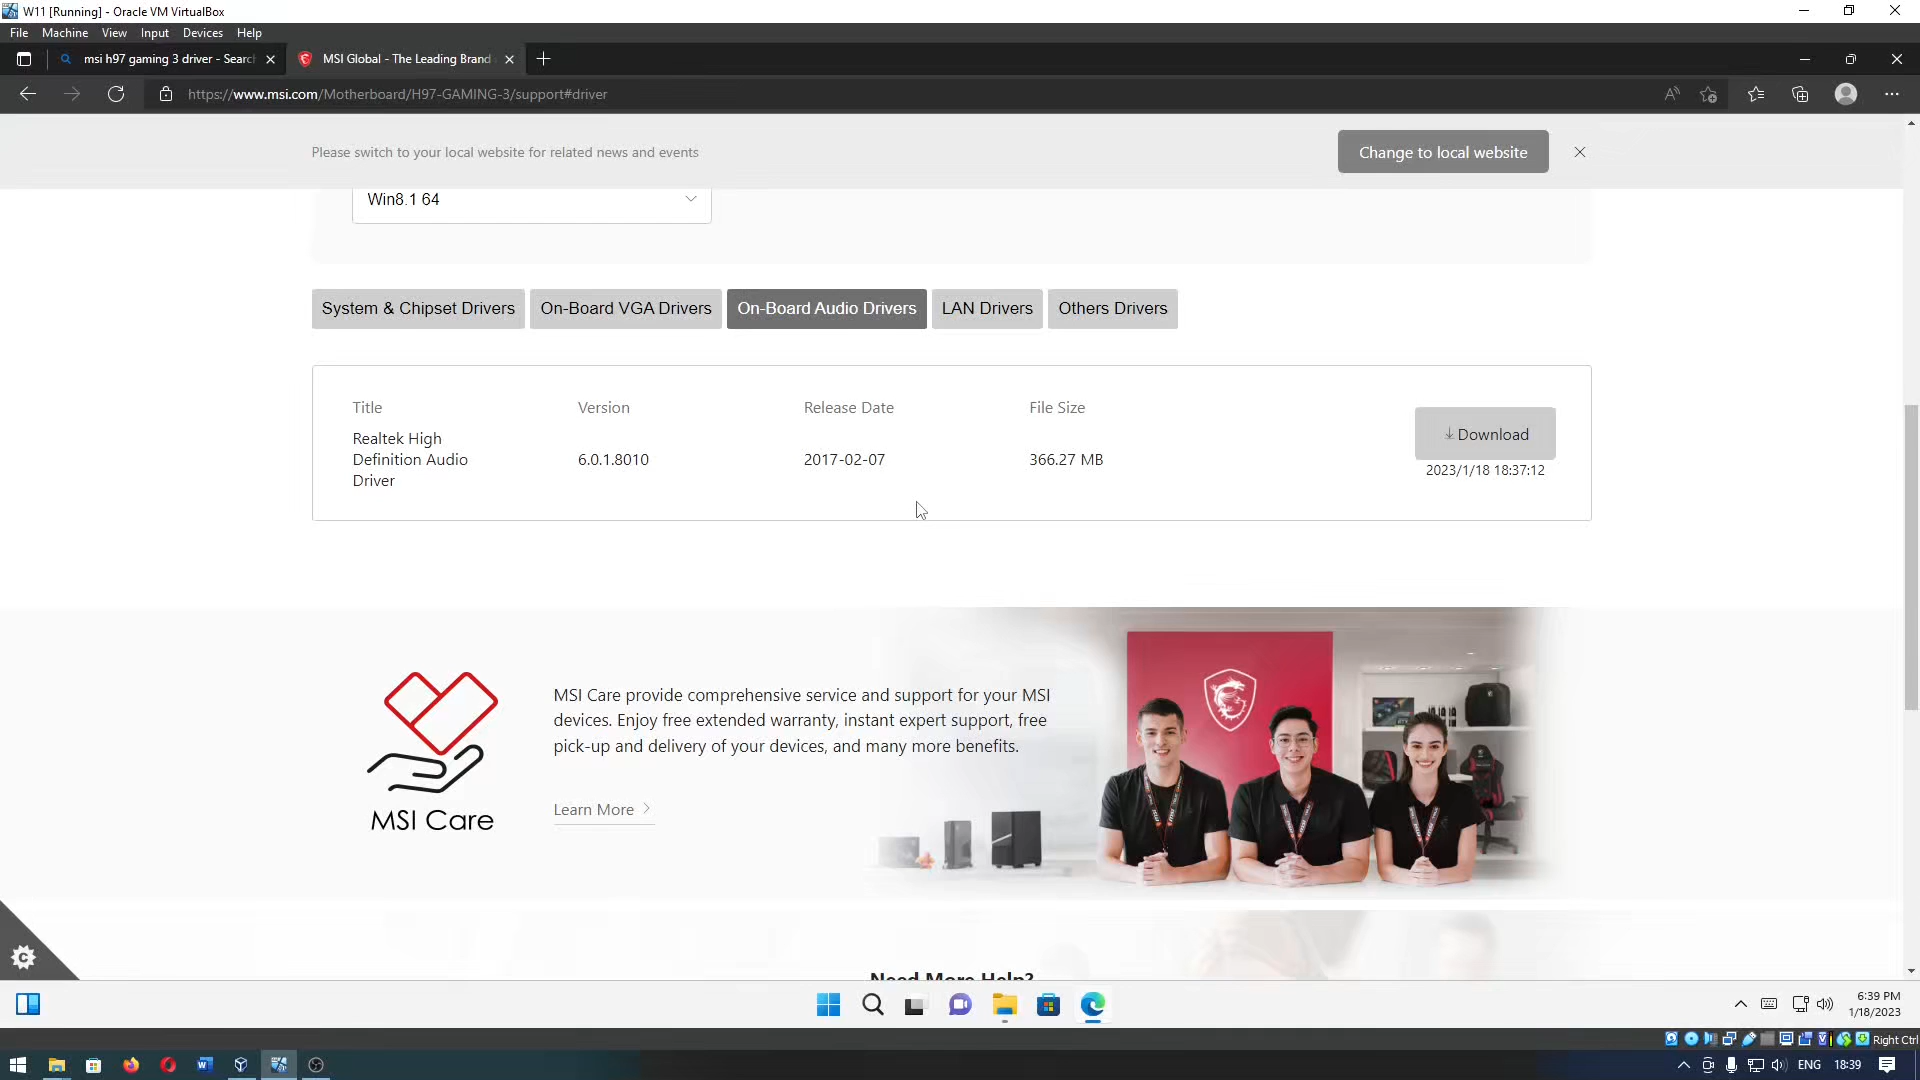 W11 [Running] - Oracle VM VirtualBox
File Machine View Input Devices Help
msi h97 gaming 3 driver - Searc
MSI Global - The Leading Brand
https://www.msi.com/Motherboard/H97-GAMING-3/support#driver
Please switch to your local website for related news and events
Change to local website
Win8.1 64
System & Chipset Drivers
On-Board VGA Drivers
On-Board Audio Drivers
LAN Drivers
Others Drivers
Title
Version
Release Date
File Size
Realtek High
Definition Audio
Driver
6.0.1.8010
2017-02-07
366.27 MB
Download
2023/1/18 18:37:12
MSI Care provide comprehensive service and support for your MSI
devices. Enjoy free extended warranty, instant expert support, free
pick-up and delivery of your devices, and many more benefits.
Learn More
MSI Care
Need More Help?
6:39 PM
1/18/2023
Right Ctrl
ENG
18:39